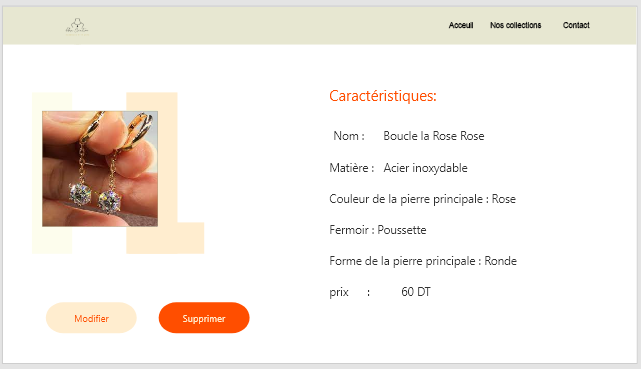 Acceuil Nos collections Contact
Caractéristiques:
Nom : Boucle la Rose Rose
Matière : Acier inoxydable
Couleur de la pierre principale : Rose
Fermoir : Poussette
Forme de la pierre principale : Ronde
prix : 60 DT
Modifier Supprimer